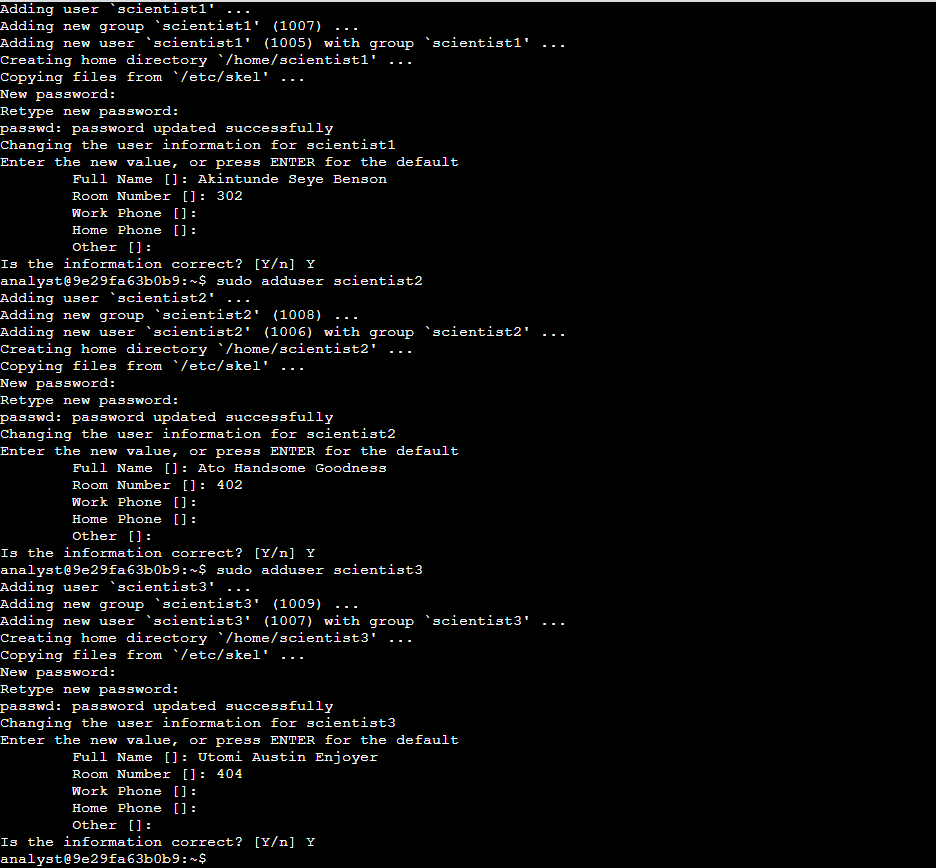 Adding user `scientist1' ...
Adding new group `scientist1' (1007) ...
Adding new user `scientist1' (1005) with group `scientist1' ...
Creating home directory `/home/scientist1' ...
Copying files from `/etc/skel' ...
New password:
Retype new password:
passwd: password updated successfully
Changing the user information for scientist1
Enter the new value, or press ENTER for the default
        Full Name []: Akintunde Seye Benson
        Room Number []: 302
        Work Phone []:
        Home Phone []:
        Other []:
Is the information correct? [Y/n] Y
analyst@9e29fa63b0b9:~$ sudo adduser scientist2
Adding user `scientist2' ...
Adding new group `scientist2' (1008) ...
Adding new user `scientist2' (1006) with group `scientist2' ...
Creating home directory `/home/scientist2' ...
Copying files from `/etc/skel' ...
New password:
Retype new password:
passwd: password updated successfully
Changing the user information for scientist2
Enter the new value, or press ENTER for the default
        Full Name []: Ato Handsome Goodness
        Room Number []: 402
        Work Phone []:
        Home Phone []:
        Other []:
Is the information correct? [Y/n] Y
analyst@9e29fa63b0b9:~$ sudo adduser scientist3
Adding user `scientist3' ...
Adding new group `scientist3' (1009) ...
Adding new user `scientist3' (1007) with group `scientist3' ...
Creating home directory `/home/scientist3' ...
Copying files from `/etc/skel' ...
New password:
Retype new password:
passwd: password updated successfully
Changing the user information for scientist3
Enter the new value, or press ENTER for the default
        Full Name []: Utomi Austin Enjoyer
        Room Number []: 404
        Work Phone []:
        Home Phone []:
        Other []:
Is the information correct? [Y/n] Y
analyst@9e29fa63b0b9:~$